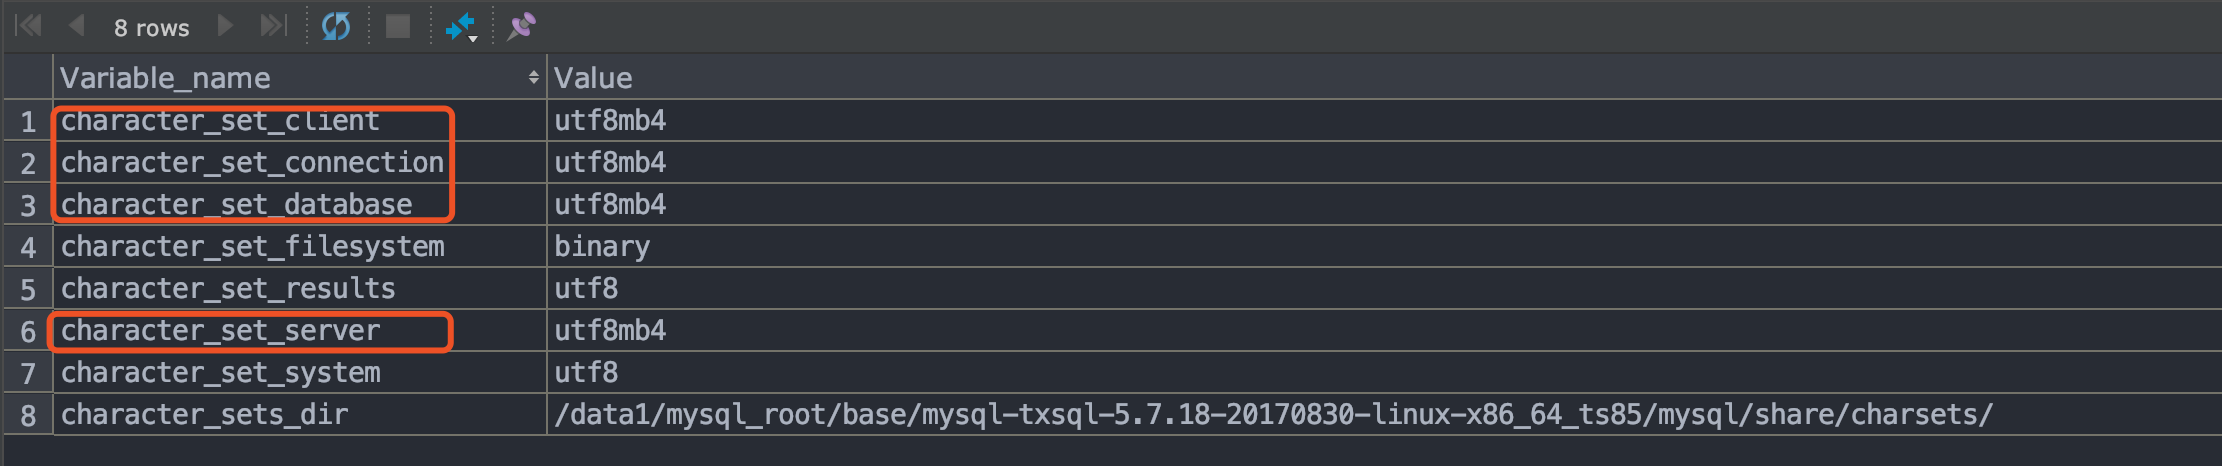 8 rows
Variable_name Value
1 character_set_client utf8mb4
2 character_set_connection utf8mb4
3 character_set_database utf8mb4
4 character_set_filesystem binary
5 character_set_results utf8
6 character_set_server utf8mb4
7 character_set_system utf8
8 character_sets_dir /data1/mysql_root/base/mysql-txsql-5.7.18-20170830-linux-x86_64_ts85/mysql/share/charsets/